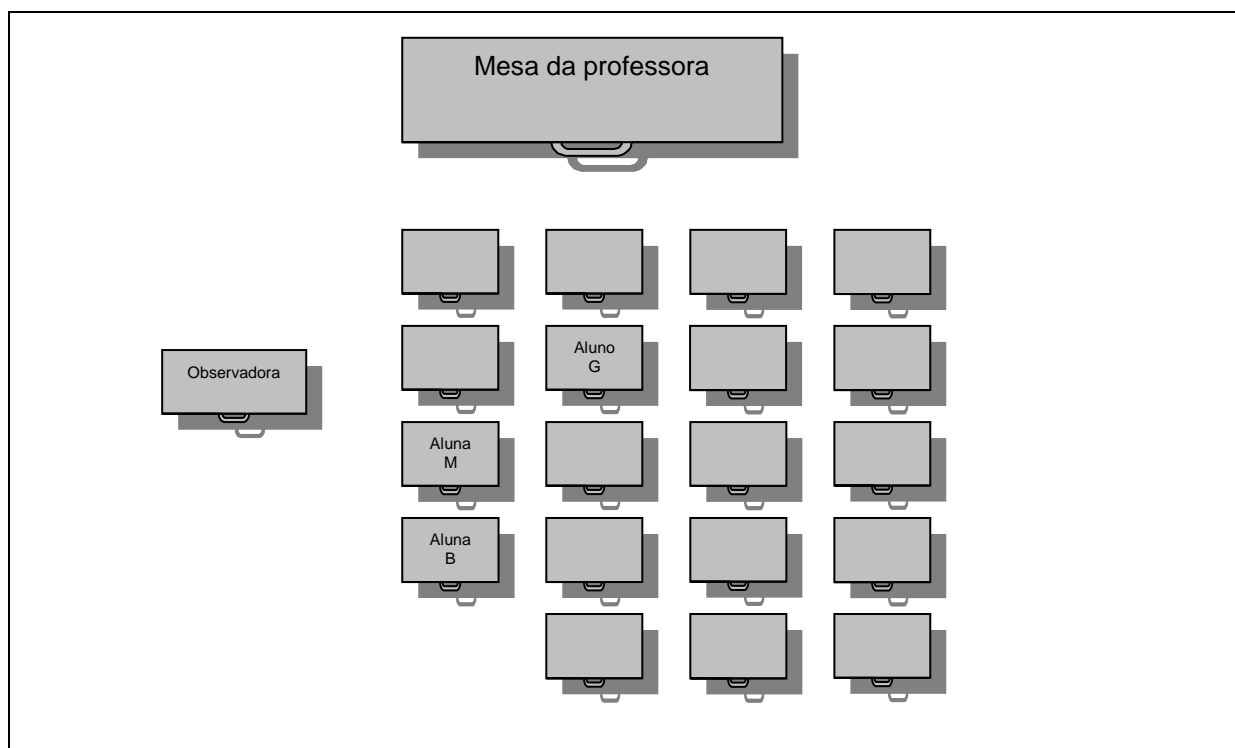 Mesa da professora
Aluno
G
Observadora
Aluna
M
Aluna
B